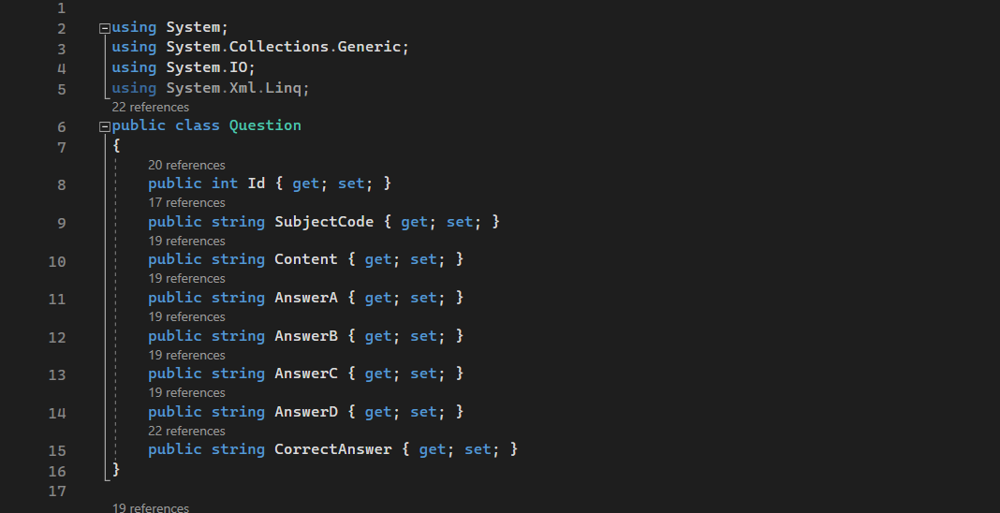 1
2 using System;
3 using System.Collections.Generic;
4 using System.IO;
5 using System.Xml.Linq;
22 references
6 public class Question
7 {
20 references
8 public int Id { get; set; }
17 references
9 public string SubjectCode { get; set; }
19 references
10 public string Content { get; set; }
19 references
11 public string AnswerA { get; set; }
19 references
12 public string AnswerB { get; set; }
19 references
13 public string AnswerC { get; set; }
19 references
14 public string AnswerD { get; set; }
22 references
15 public string CorrectAnswer { get; set; }
16 }
17
19 references